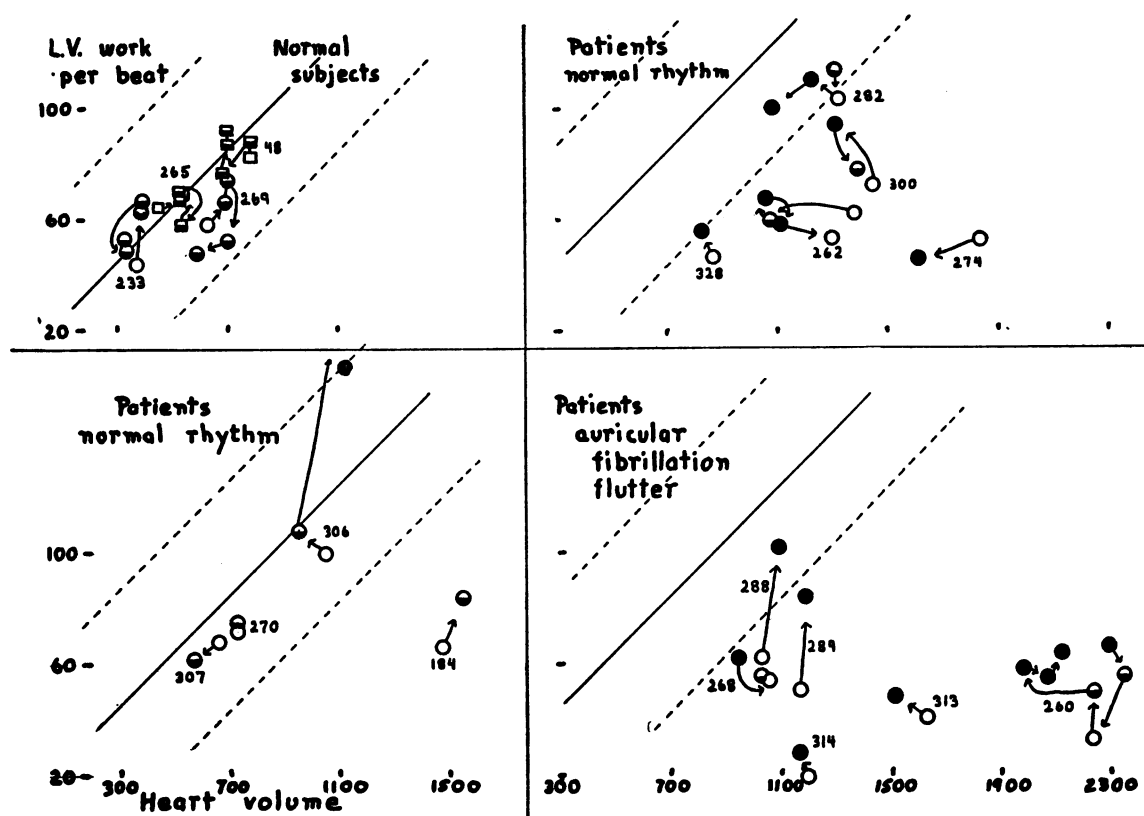 L.V. work
per beat
Normal
subjects
100
60
20
265
48
269
233
Patients
normal rhythm
282
300
262
274
328
Patients
normal rhythm
100
60
20
306
270
307
184
300
700
1100
1500
Heart volume
Patients
auricular
fibrillation
flutter
288
289
268
260
313
314
300
700
1100
1500
1900
2300